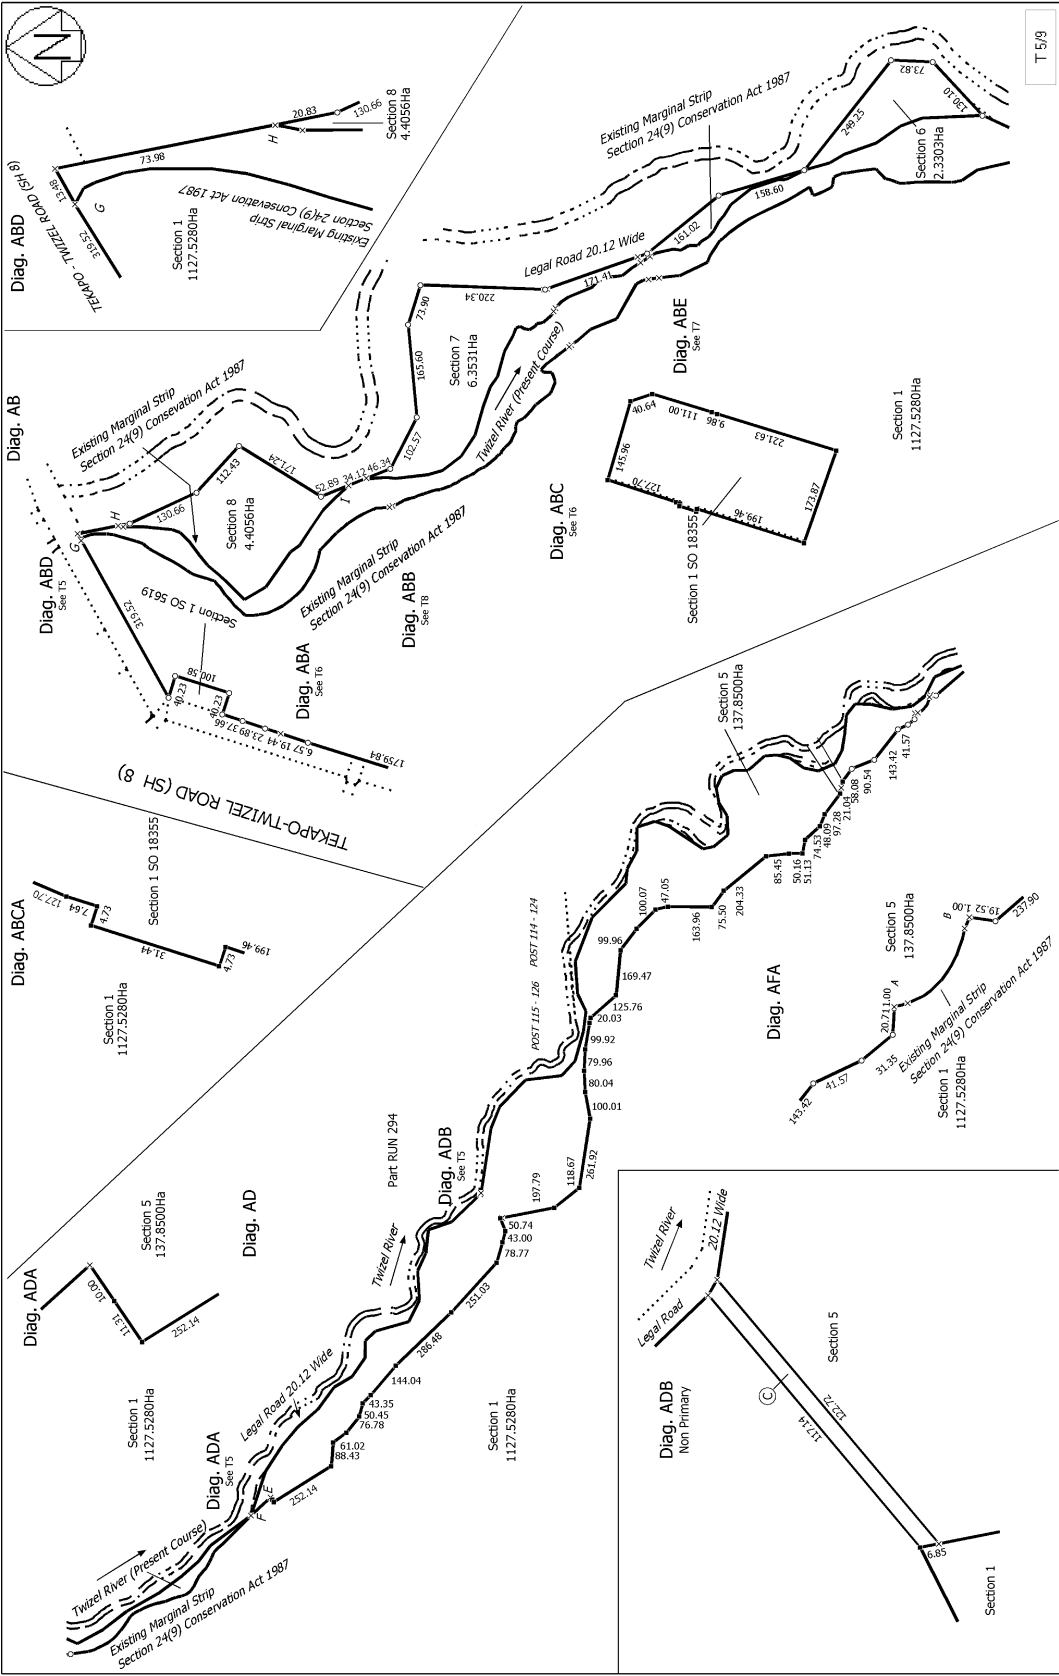 T 5/9
N
Diag. ABD
TEKAPO - TWIZEL ROAD (SH 8)
13.48
319.52
G
73.98
H
20.83
130.66
Section 8
4.4056Ha
Section 1
1127.5280Ha
Existing Marginal Strip
Section 24(9) Conservation Act 1987
Diag. AB
Existing Marginal Strip
Section 24(9) Consevation Act 1987
Diag. ABD
See T5
G
H
130.66
112.43
171.24
Section 8
4.4056Ha
52.89
34.12
46.34
I
102.57
165.60
73.90
Section 7
6.3531Ha
220.34
171.41
Legal Road 20.12 Wide
161.02
158.60
Existing Marginal Strip
Section 24(9) Conservation Act 1987
249.25
73.82
130.10
Section 6
2.3303Ha
Twizel River (Present Course)
319.52
Section 1 SO 5619
40.23
100.58
40.23
37.66
23.89
19.44
6.57
1759.84
TEKAPO-TWIZEL ROAD (SH 8)
Diag. ABA
See T6
Existing Marginal Strip
Section 24(9) Consevation Act 1987
Diag. ABB
See T8
Diag. ABE
See T7
Diag. ABC
See T6
145.96
40.64
111.00
9.86
221.63
127.70
199.46
173.87
Section 1 SO 18355
Section 1
1127.5280Ha
Diag. ABCA
127.70
7.64
4.73
31.44
4.73
199.46
Section 1 SO 18355
Section 1
1127.5280Ha
Diag. ADA
10.00
11.31
252.14
Section 5
137.8500Ha
Section 1
1127.5280Ha
Diag. AD
Part RUN 294
Diag. ADB
See T5
POST 115 - 126
POST 114 - 124
Twizel River
Legal Road 20.12 Wide
Diag. ADA
See T5
Twizel River (Present Course)
Existing Marginal Strip
Section 24(9) Conservation Act 1987
F
E
252.14
88.43
61.02
76.78
50.45
43.35
144.04
286.48
251.03
78.77
43.00
50.74
197.79
118.67
261.92
100.01
80.04
79.96
99.92
20.03
125.76
169.47
99.96
100.07
47.05
163.96
75.50
204.33
85.45
50.16
51.13
74.53
48.09
97.28
21.04
58.08
90.54
143.42
41.57
Section 5
137.8500Ha
Section 1
1127.5280Ha
Diag. AFA
143.42
41.57
31.35
20.71
1.00
A
B
1.00
19.52
237.90
Section 5
137.8500Ha
Existing Marginal Strip
Section 24(9) Conservation Act 1987
Section 1
1127.5280Ha
Diag. ADB
Non Primary
Legal Road
20.12 Wide
Twizel River
C
117.14
122.72
6.85
Section 5
Section 1